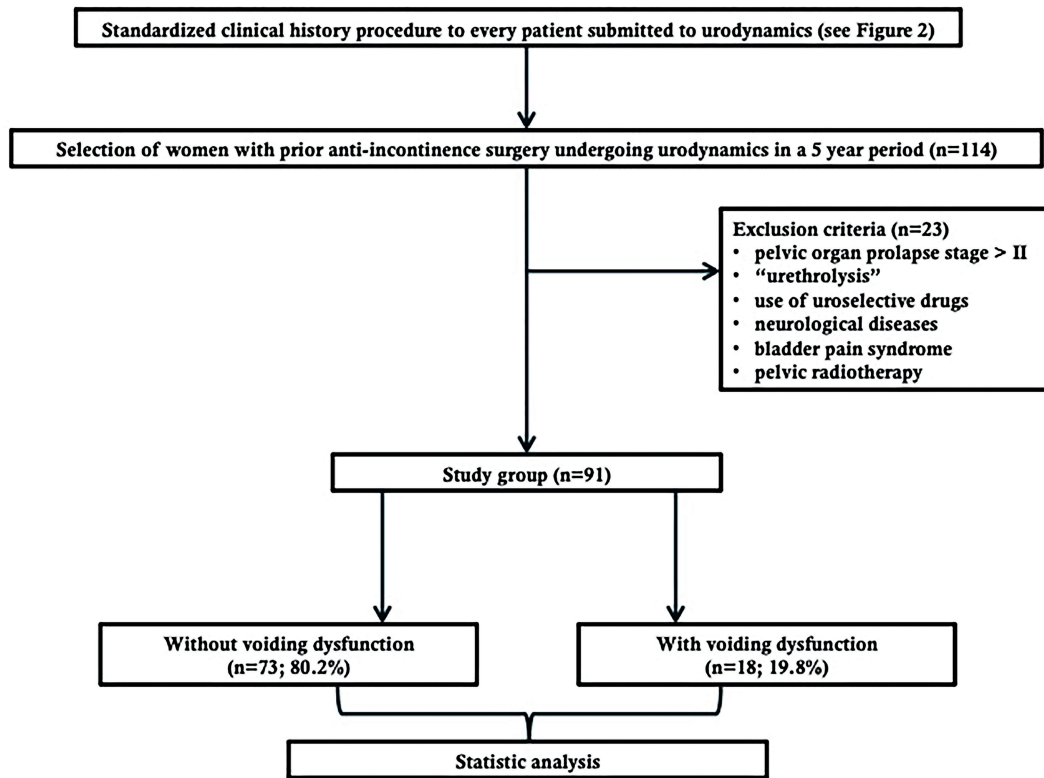 Standardized clinical history procedure to every patient submitted to urodynamics (see Figure 2)
Selection of women with prior anti-incontinence surgery undergoing urodynamics in a 5 year period (n=114)
Exclusion criteria (n=23)
• pelvic organ prolapse stage > II
• “urethrolysis”
• use of uroselective drugs
• neurological diseases
• bladder pain syndrome
• pelvic radiotherapy
Study group (n=91)
Without voiding dysfunction
(n=73; 80.2%)
With voiding dysfunction
(n=18; 19.8%)
Statistic analysis